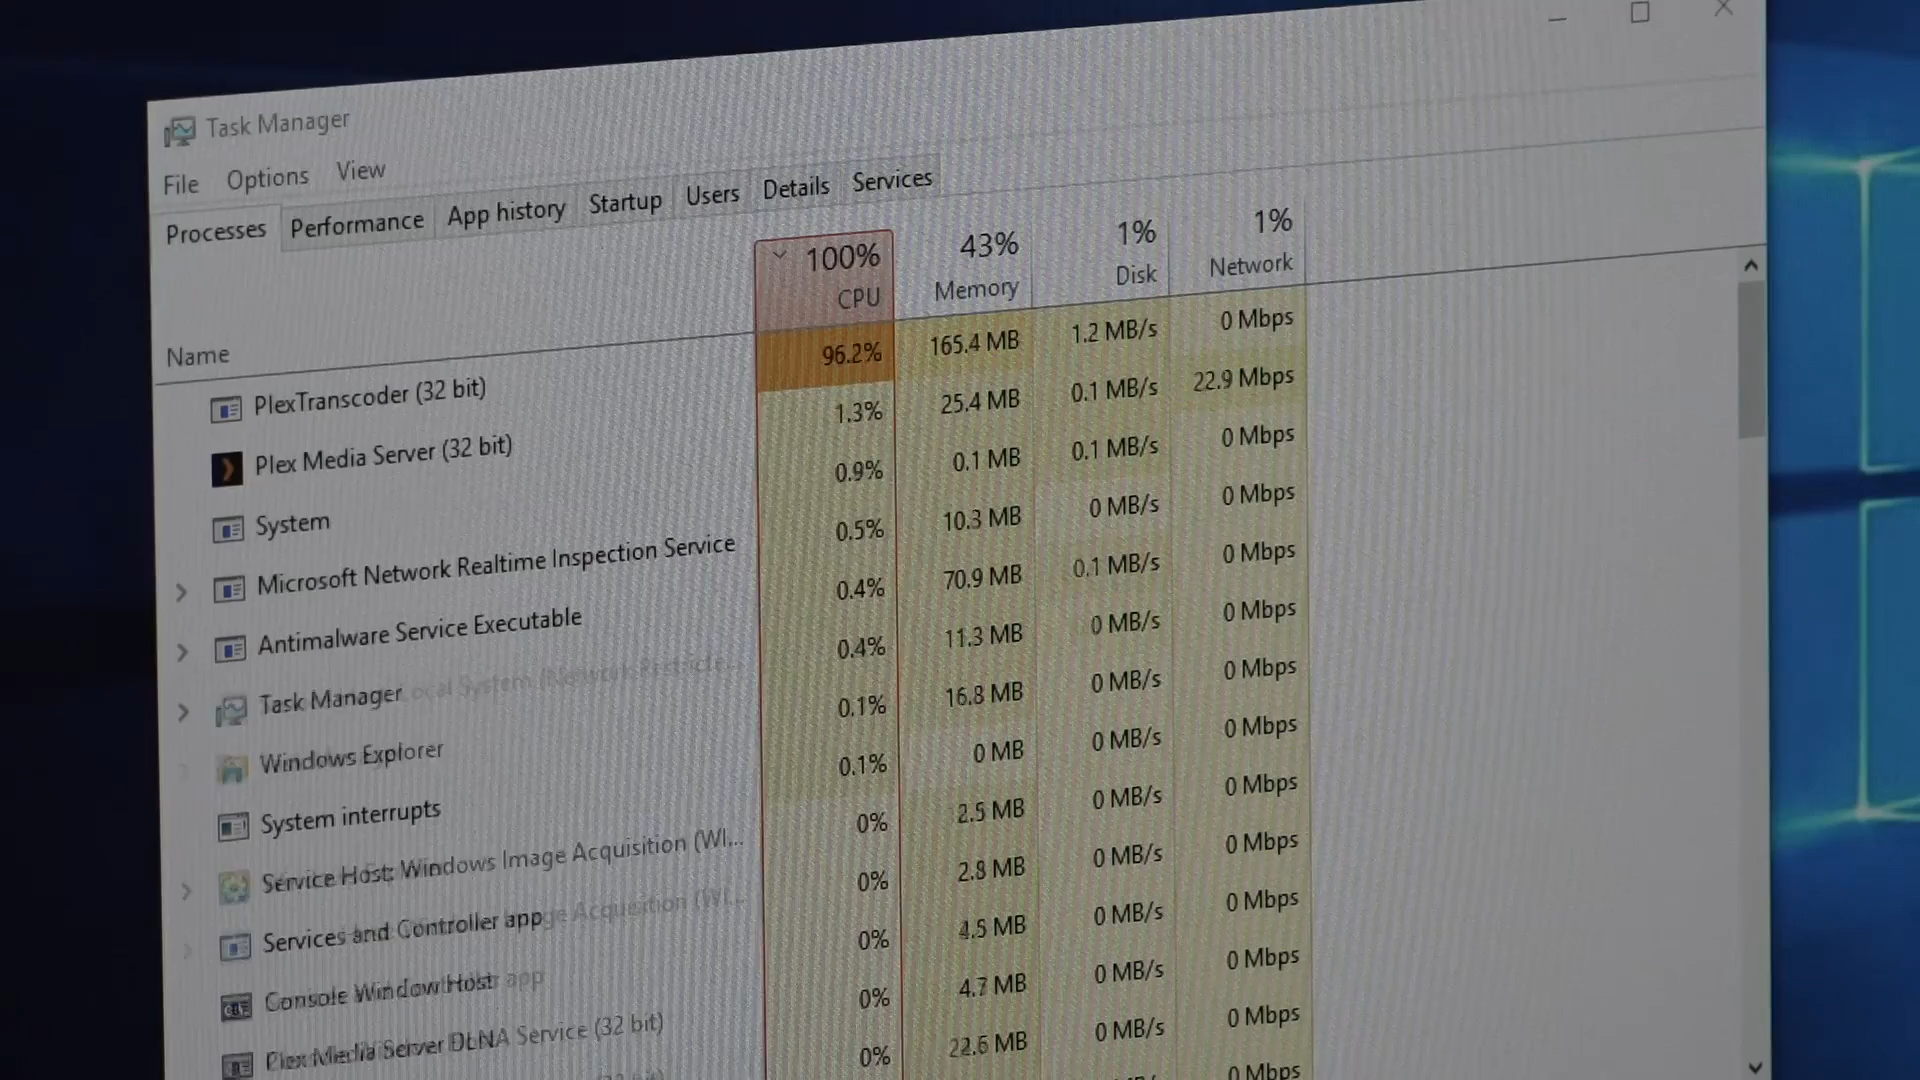 Task Manager
File Options View
Processes Performance App history Startup Users Details Services
100% 43% 1% 1%
Name CPU Memory Disk Network
PlexTranscoder (32 bit) 96.2% 165.4 MB 1.2 MB/s 0 Mbps
Plex Media Server (32 bit) 1.3% 25.4 MB 0.1 MB/s 22.9 Mbps
System 0.9% 0.1 MB 0.1 MB/s 0 Mbps
Microsoft Network Realtime Inspection Service 0.5% 10.3 MB 0 MB/s 0 Mbps
Antimalware Service Executable 0.4% 70.9 MB 0.1 MB/s 0 Mbps
Task Manager 0.4% 11.3 MB 0 MB/s 0 Mbps
Windows Explorer 0.1% 16.8 MB 0 MB/s 0 Mbps
System interrupts 0.1% 0 MB 0 MB/s 0 Mbps
Service Host: Windows Image Acquisition (WI... 0% 2.5 MB 0 MB/s 0 Mbps
Services and Controller app 0% 2.8 MB 0 MB/s 0 Mbps
Console Window Host 0% 4.5 MB 0 MB/s 0 Mbps
Plex Media Server DLNA Service (32 bit) 0% 4.7 MB 0 MB/s 0 Mbps
0% 22.6 MB 0 MB/s 0 Mbps
0 Mbps